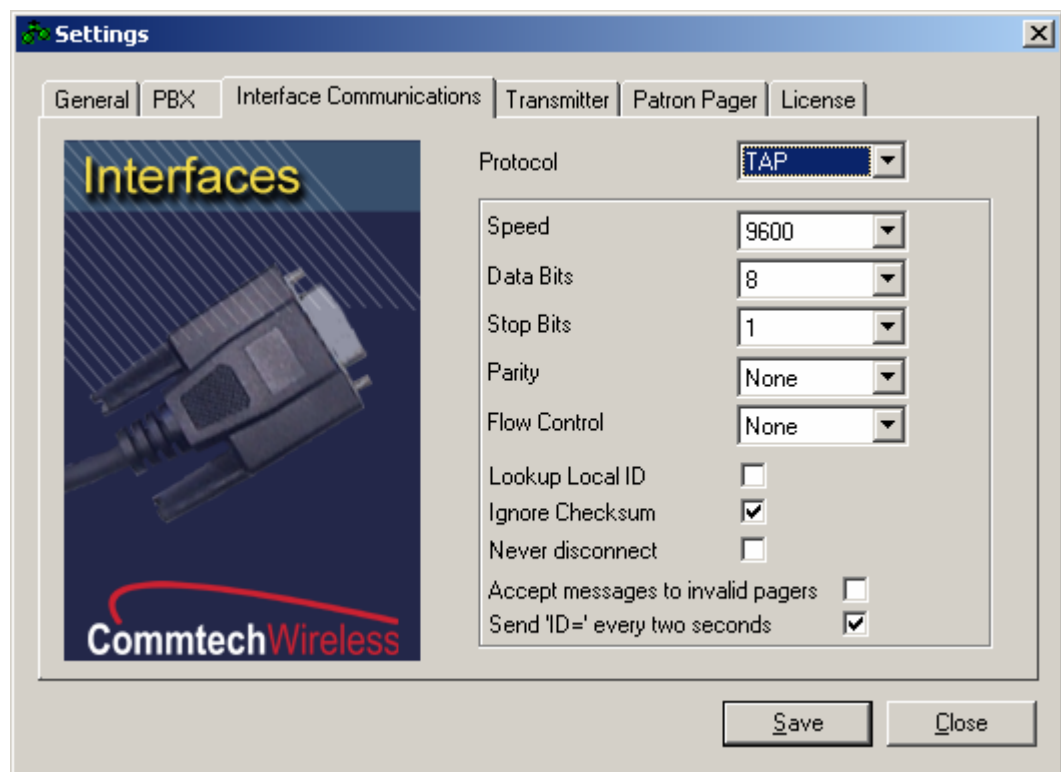 Settings
General PBX Interface Communications Transmitter Patron Pager License
Interfaces
CommtechWireless
Protocol TAP
Speed 9600
Data Bits 8
Stop Bits 1
Parity None
Flow Control None
Lookup Local ID
Ignore Checksum
Never disconnect
Accept messages to invalid pagers
Send 'ID=' every two seconds
Save Close